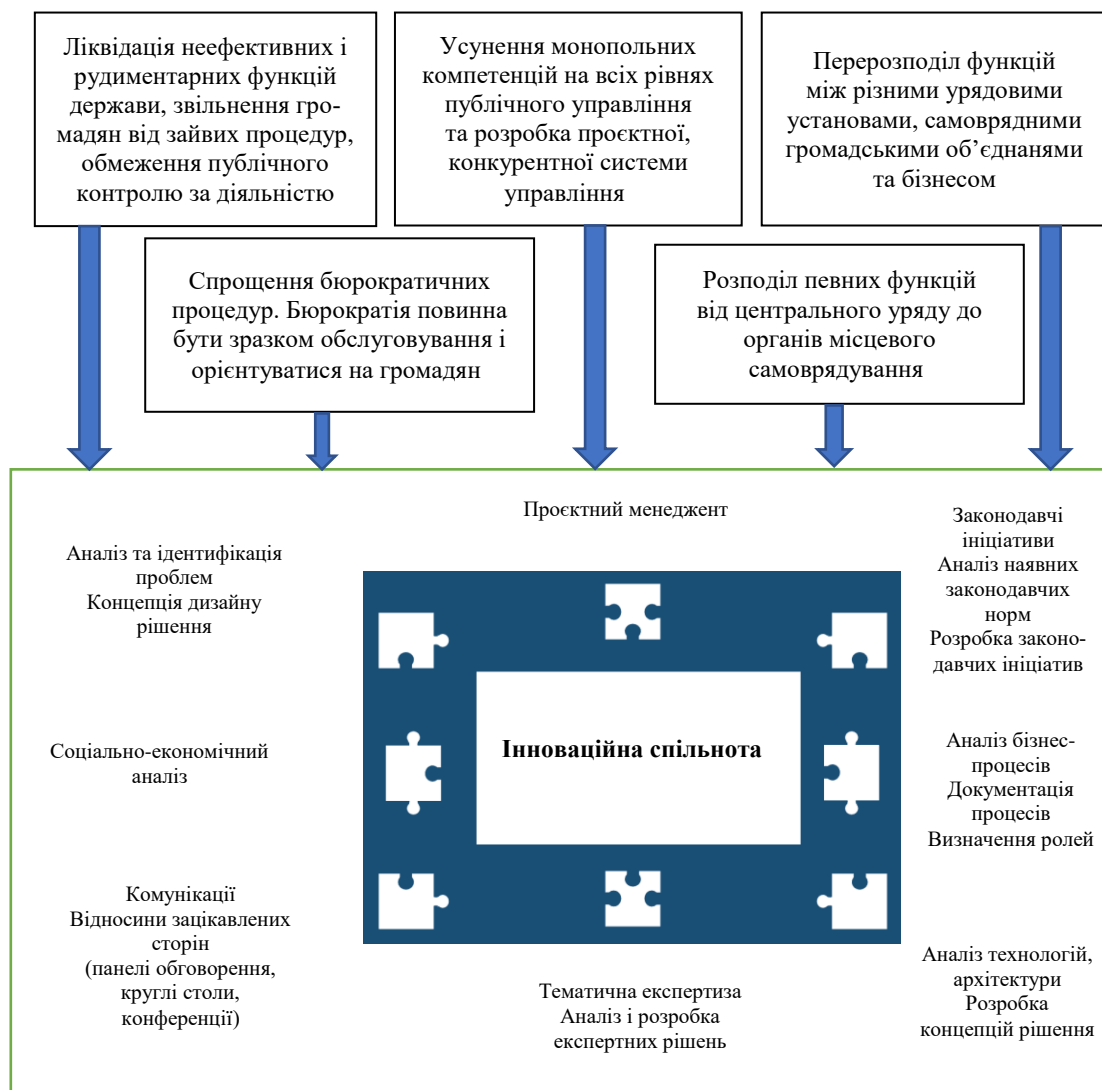 Ліквідація неефективних і
рудиментарних функцій
держави, звільнення гро-
мадян від зайвих процедур,
обмеження публічного
контролю за діяльністю
Усунення монопольних
компетенцій на всіх рівнях
публічного управління
та розробка проєктної,
конкурентної системи
управління
Перерозподіл функцій
між різними урядовими
установами, самоврядними
громадськими об’єднанями
та бізнесом
Спрощення бюрократичних
процедур. Бюрократія повинна
бути зразком обслуговування і
орієнтуватися на громадян
Розподіл певних функцій
від центрального уряду до
органів місцевого
самоврядування
Проєктний менеджент
Аналіз та ідентифікація
проблем
Концепція дизайну
рішення
Законодавчі
ініціативи
Аналіз наявних
законодавчих
норм
Розробка законо-
давчих ініціатив
Соціально-економічний
аналіз
Інноваційна спільнота
Аналіз бізнес-
процесів
Документація
процесів
Визначення ролей
Комунікації
Відносини зацікавлених
сторін
(панелі обговорення,
круглі столи,
конференції)
Тематична експертиза
Аналіз і розробка
експертних рішень
Аналіз технологій,
архітектури
Розробка
концепцій рішення